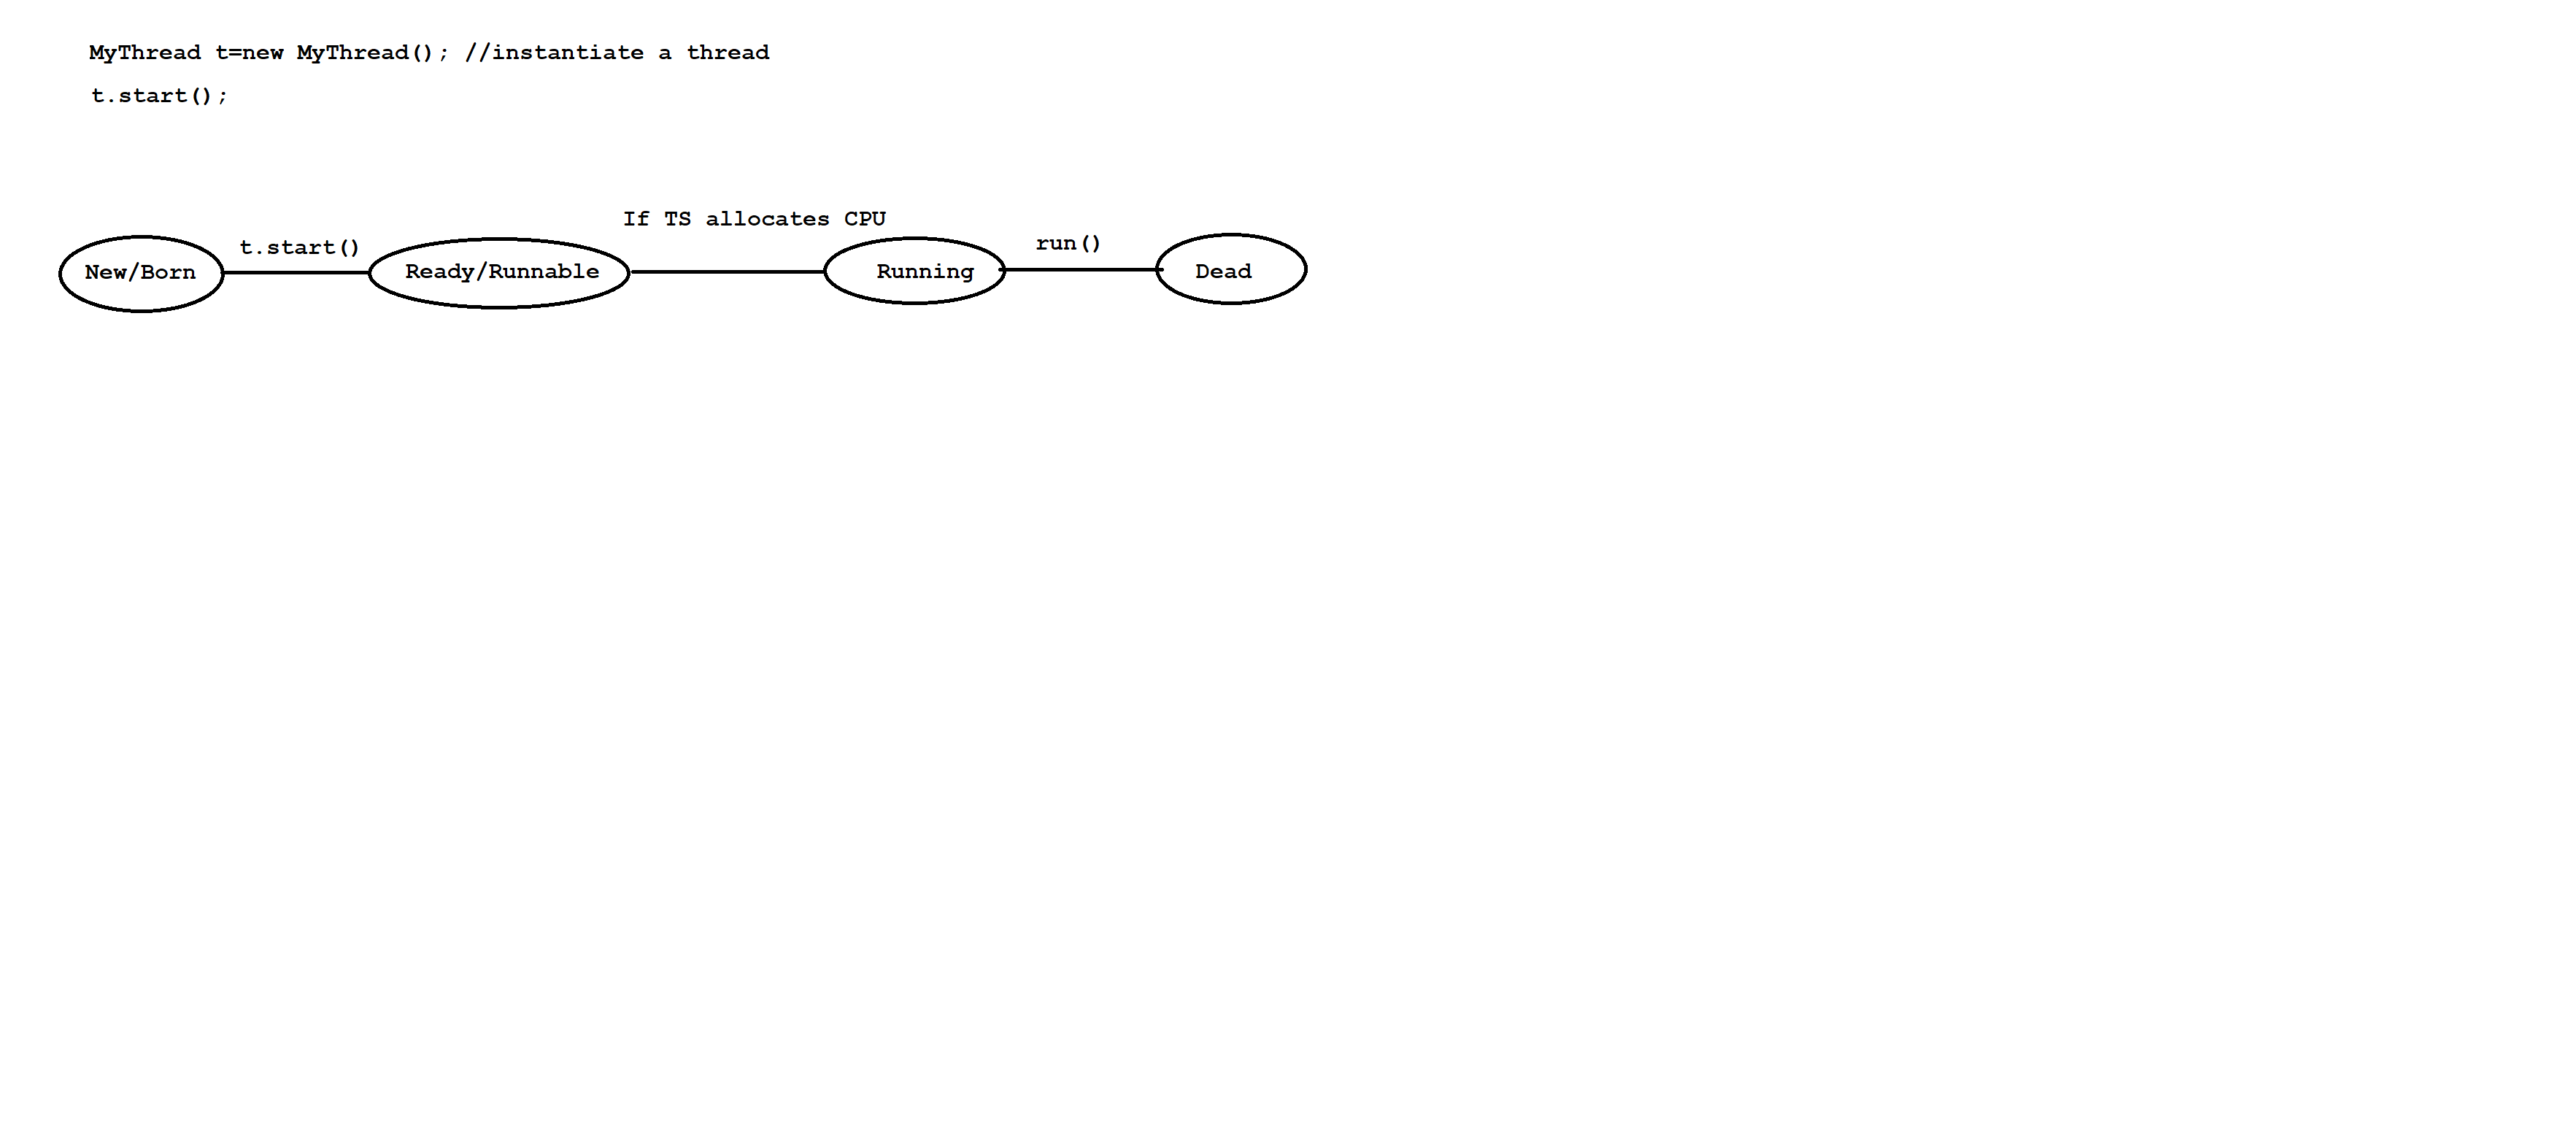 MyThread t=new MyThread(); //instantiate a thread
t.start();
If TS allocates CPU
t.start()
run()
New/Born
Ready/Runnable
Running
Dead